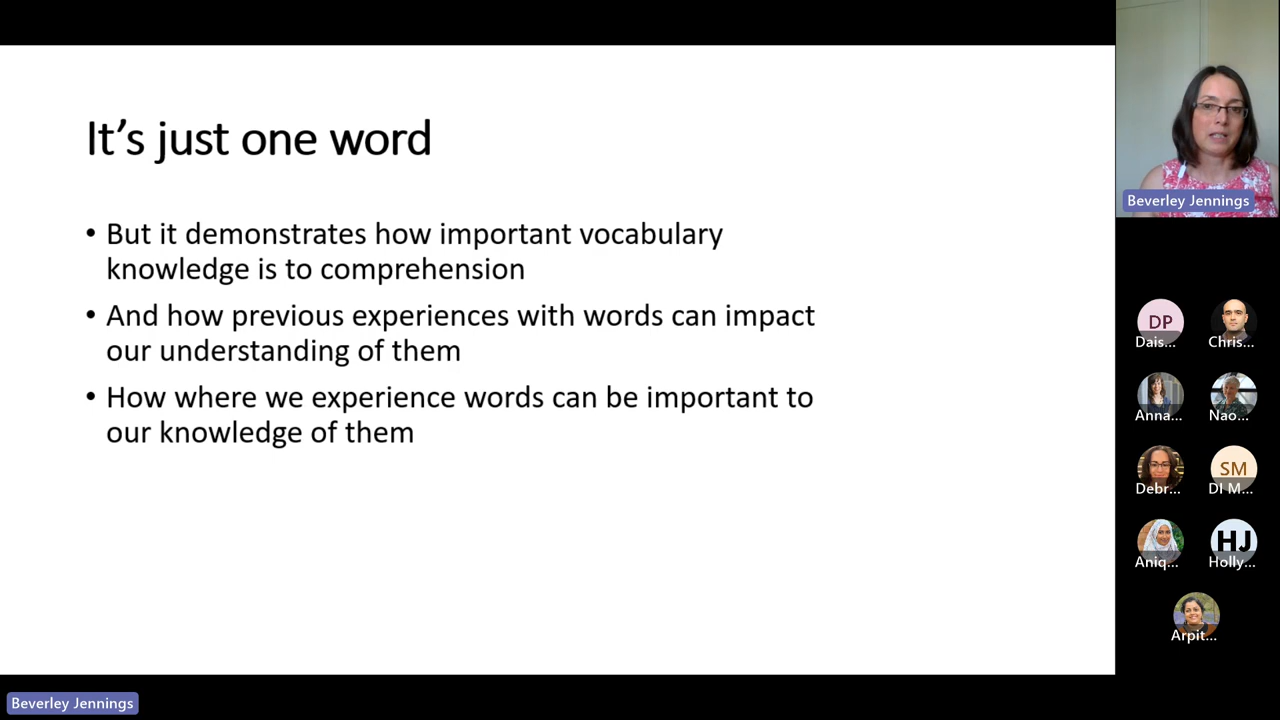 It's just one word
• But it demonstrates how important vocabulary
knowledge is to comprehension
• And how previous experiences with words can impact
our understanding of them
• How where we experience words can be important to
our knowledge of them
Beverley Jennings
DP
Dais...
Chris...
Anna...
Nao...
Debr...
SM
DI M...
Aniq...
HJ
Holly...
Arpit...
Beverley Jennings